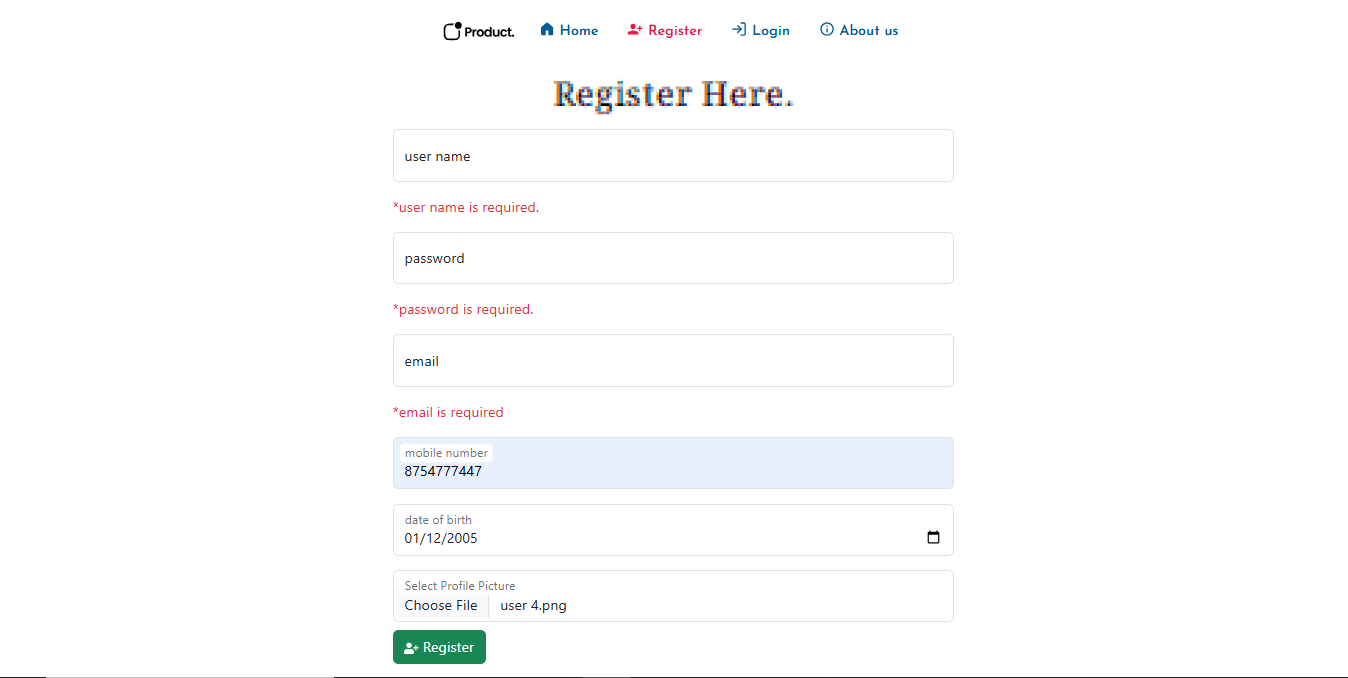 Product. Home Register Login About us
Register Here.
user name
*user name is required.
password
*password is required.
email
*email is required
mobile number
8754777447
date of birth
01/12/2005
Select Profile Picture
Choose File user 4.png
Register